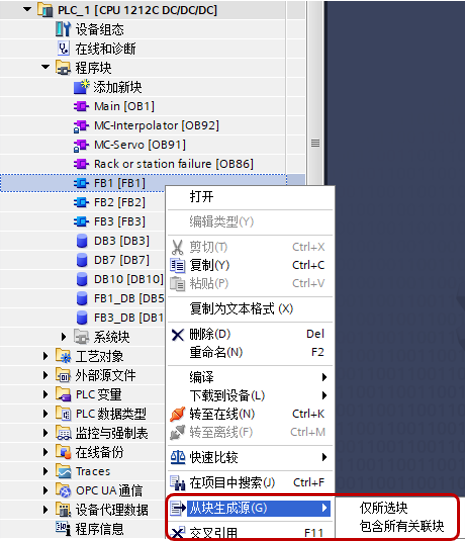 PLC_1 [CPU 1212C DC/DC/DC]
设备组态
在线和诊断
程序块
添加新块
Main [OB1]
MC-Interpolator [OB92]
MC-Servo [OB91]
Rack or station failure [OB86]
FB1 [FB1]
FB2 [FB2]
FB3 [FB3]
DB3 [DB3]
DB7 [DB7]
DB10 [DB10]
FB1_DB [DB5
FB3_DB [DB1
系统块
工艺对象
外部源文件
PLC 变量
PLC 数据类型
监控与强制表
在线备份
Traces
OPC UA 通信
设备代理数据
程序信息
打开
编辑类型(Y)
剪切(T) Ctrl+X
复制(Y) Ctrl+C
粘贴(P) Ctrl+V
复制为文本格式 (X)
删除(D) Del
重命名(N) F2
编译
下载到设备(L)
转至在线(N) Ctrl+K
转至离线(F) Ctrl+M
快速比较
在项目中搜索(J) Ctrl+F
从块生成源(G)
交叉引用 F11
仅所选块
包含所有关联块